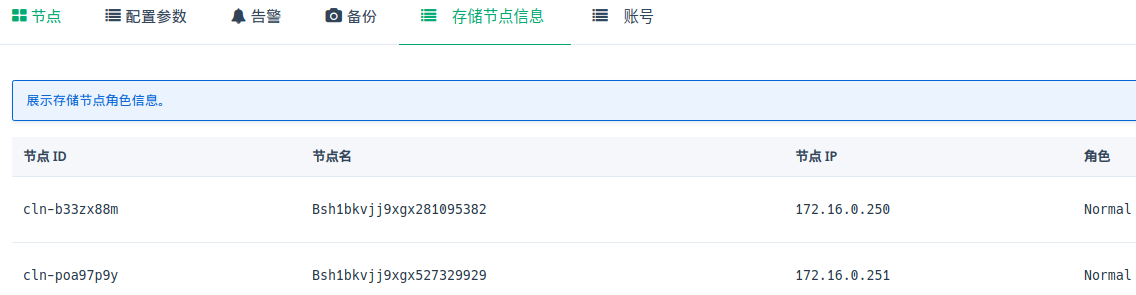 节点 配置参数 告警 备份 存储节点信息 账号
展示存储节点角色信息。
节点 ID 节点名 节点 IP 角色
cln-b33zx88m Bsh1bkvjj9xgx281095382 172.16.0.250 Normal
cln-poa97p9y Bsh1bkvjj9xgx527329929 172.16.0.251 Normal